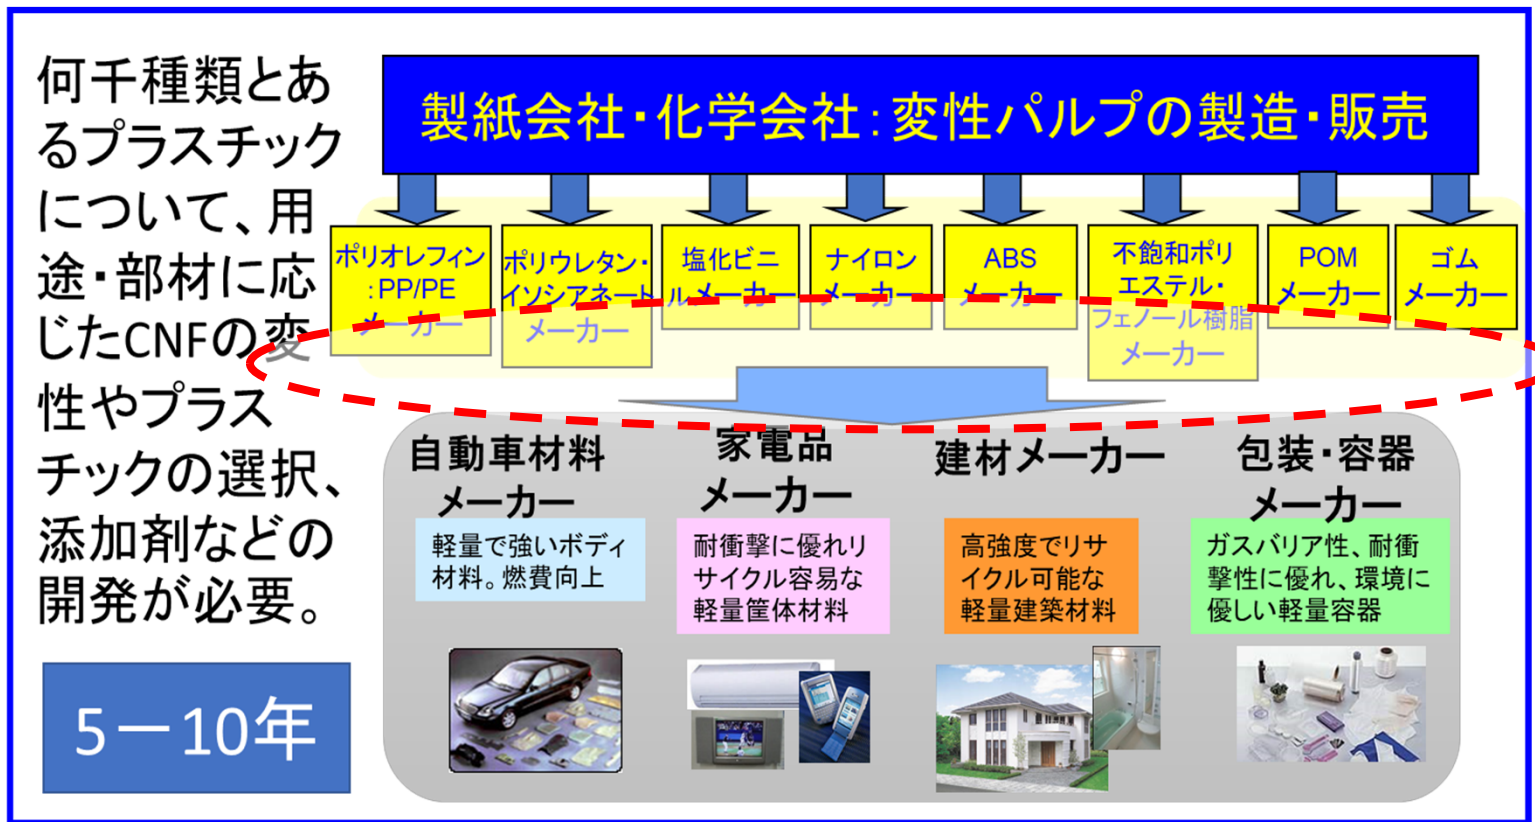 何千種類とあ
るプラスチック
について、用
途・部材に応
じたCNFの変
性やプラス
チックの選択、
添加剤などの
開発が必要。
5－10年
製紙会社・化学会社：変性パルプの製造・販売
ポリオレフィン
：PP/PE
メーカー
ポリウレタン・
イソシアネート
メーカー
塩化ビニ
ルメーカー
ナイロン
メーカー
ABS
メーカー
不飽和ポリ
エステル・
フェノール樹脂
メーカー
POM
メーカー
ゴム
メーカー
自動車材料
メーカー
軽量で強いボディ
材料。燃費向上
家電品
メーカー
耐衝撃に優れリ
サイクル容易な
軽量筐体材料
建材メーカー
高強度でリサ
イクル可能な
軽量建築材料
包装・容器
メーカー
ガスバリア性、耐衝
撃性に優れ、環境に
優しい軽量容器